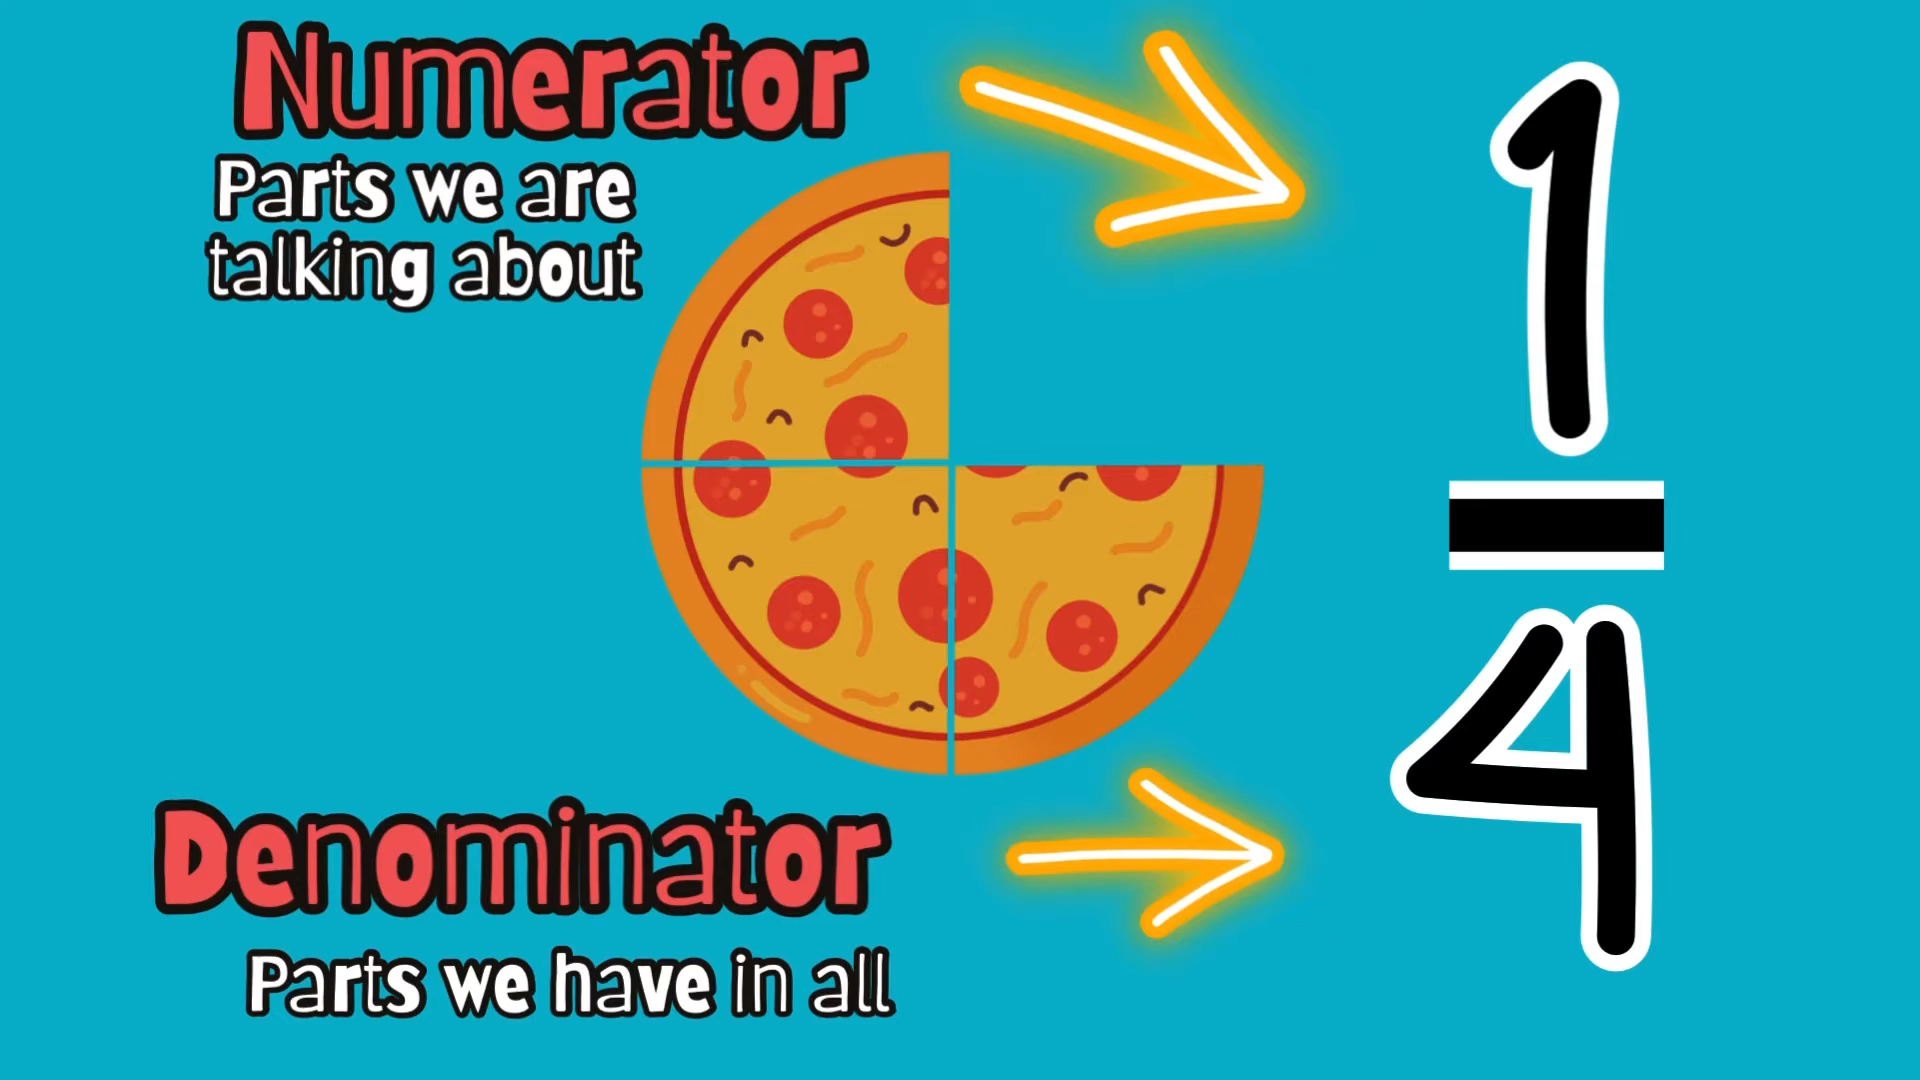 Numerator
Parts we are
talking about
1
4
Denominator
Parts we have in all